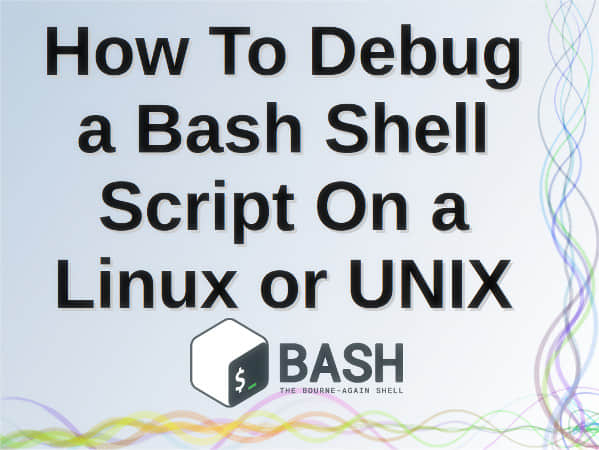 How To Debug
a Bash Shell
Script On a
Linux or UNIX
$_
BASH
THE BOURNE-AGAIN SHELL